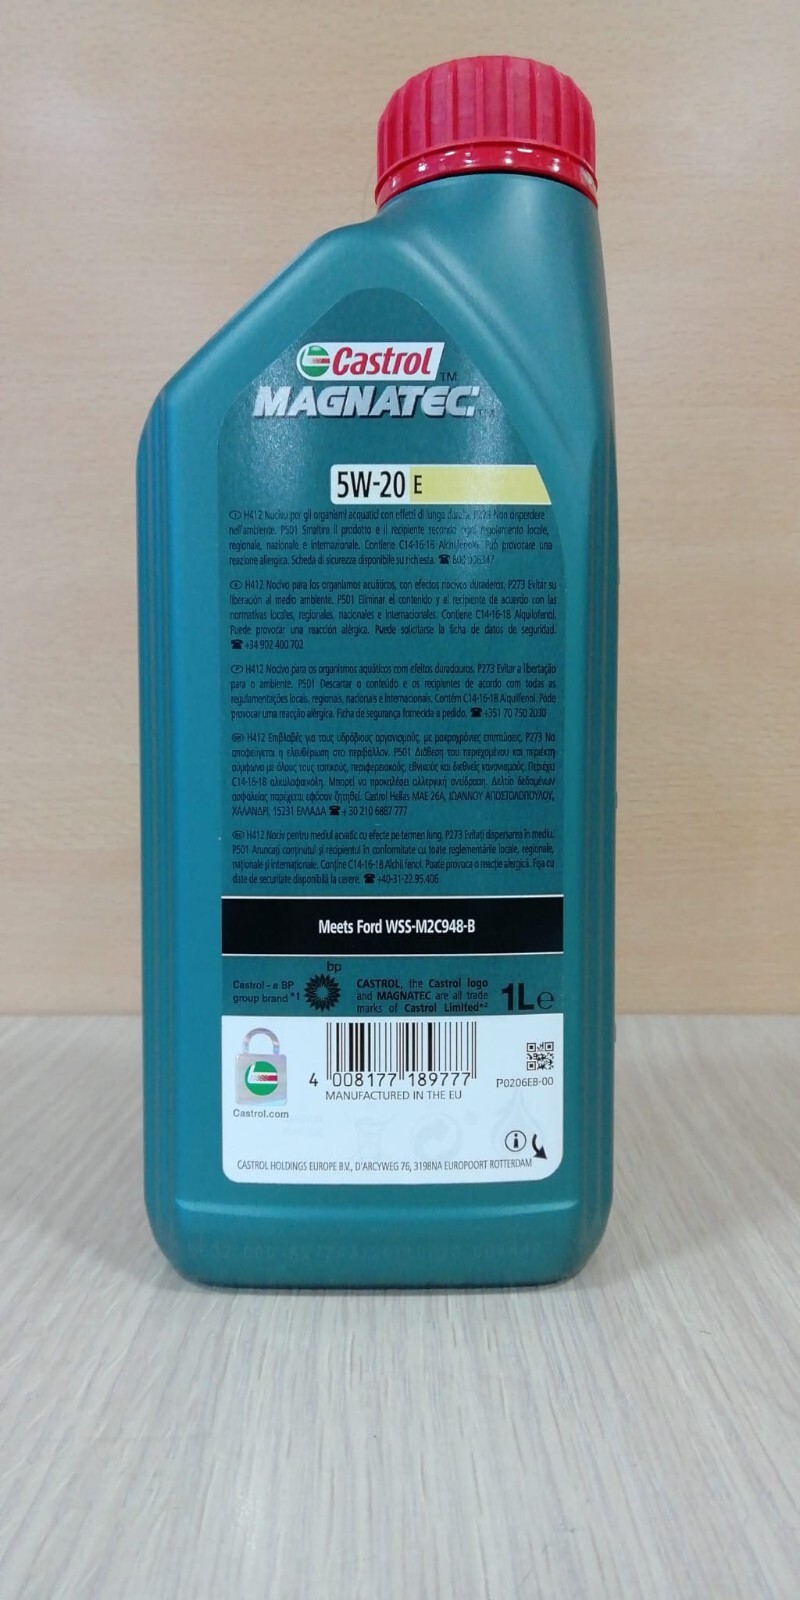 Castrol
TM
MAGNATEC
TM
5W-20 E
I H412 Nocivo per gli organismi acquatici con effetti di lunga durata. P273 Non disperdere
nell'ambiente. P501 Smaltire il prodotto e il recipiente secondo ogni regolamento locale,
regionale, nazionale e internazionale. Contiene C14-16-18 Alchilfenolo. Può provocare una
reazione allergica. Scheda di sicurezza disponibile su richiesta. ☎ 800 906347
E H412 Nocivo para los organismos acuáticos, con efectos nocivos duraderos. P273 Evitar su
liberación al medio ambiente. P501 Eliminar el contenido y el recipiente de acuerdo con las
normativas locales, regionales, nacionales e internacionales. Contiene C14-16-18 Alquilofenol.
Puede provocar una reacción alérgica. Puede solicitarse la ficha de datos de seguridad.
☎ +34 902 400 702
P H412 Nocivo para os organismos aquáticos com efeitos duradouros. P273 Evitar a libertação
para o ambiente. P501 Descartar o conteúdo e os recipientes de acordo com todas as
regulamentações locais, regionais, nacionais e internacionais. Contém C14-16-18 Alquilfenol. Pode
provocar uma reacção alérgica. Ficha de segurança fornecida a pedido. ☎ +351 70 750 2030
GR H412 Επιβλαβές για τους υδρόβιους οργανισμούς, με μακροχρόνιες επιπτώσεις. P273 Να
αποφεύγεται η ελευθέρωση στο περιβάλλον. P501 Διάθεση του περιεχομένου και περιέκτη
σύμφωνα με όλους τους τοπικούς, περιφερειακούς, εθνικούς και διεθνείς κανονισμούς. Περιέχει
C14-16-18 αλκυλοφαινόλη. Μπορεί να προκαλέσει αλλεργική αντίδραση. Δελτίο δεδομένων
ασφαλείας παρέχεται εφόσον ζητηθεί. Castrol Hellas ΜΑΕ 26Α, ΙΩΑΝΝΟΥ ΑΠΟΣΤΟΛΟΠΟΥΛΟΥ,
ΧΑΛΑΝΔΡΙ, 15231 ΕΛΛΑΔΑ ☎ +30 210 6887 777
RO H412 Nociv pentru mediul acvatic cu efecte pe termen lung. P273 Evitați dispersarea în mediu.
P501 Aruncați conținutul și recipientul în conformitate cu toate reglementările locale, regionale,
naționale și internaționale. Conține C14-16-18 Alchil fenol. Poate provoca o reacție alergică. Fișa cu
date de securitate disponibilă la cerere. ☎ +40-31-22.95.406
Meets Ford WSS-M2C948-B
bp
Castrol - a BP
group brand *1
CASTROL, the Castrol logo
and MAGNATEC are all trade
marks of Castrol Limited*2
1L℮
4 008177 189777
MANUFACTURED IN THE EU
P0206EB-00
Castrol.com
CASTROL HOLDINGS EUROPE B.V., D'ARCYWEG 76, 3198NA EUROPOORT ROTTERDAM